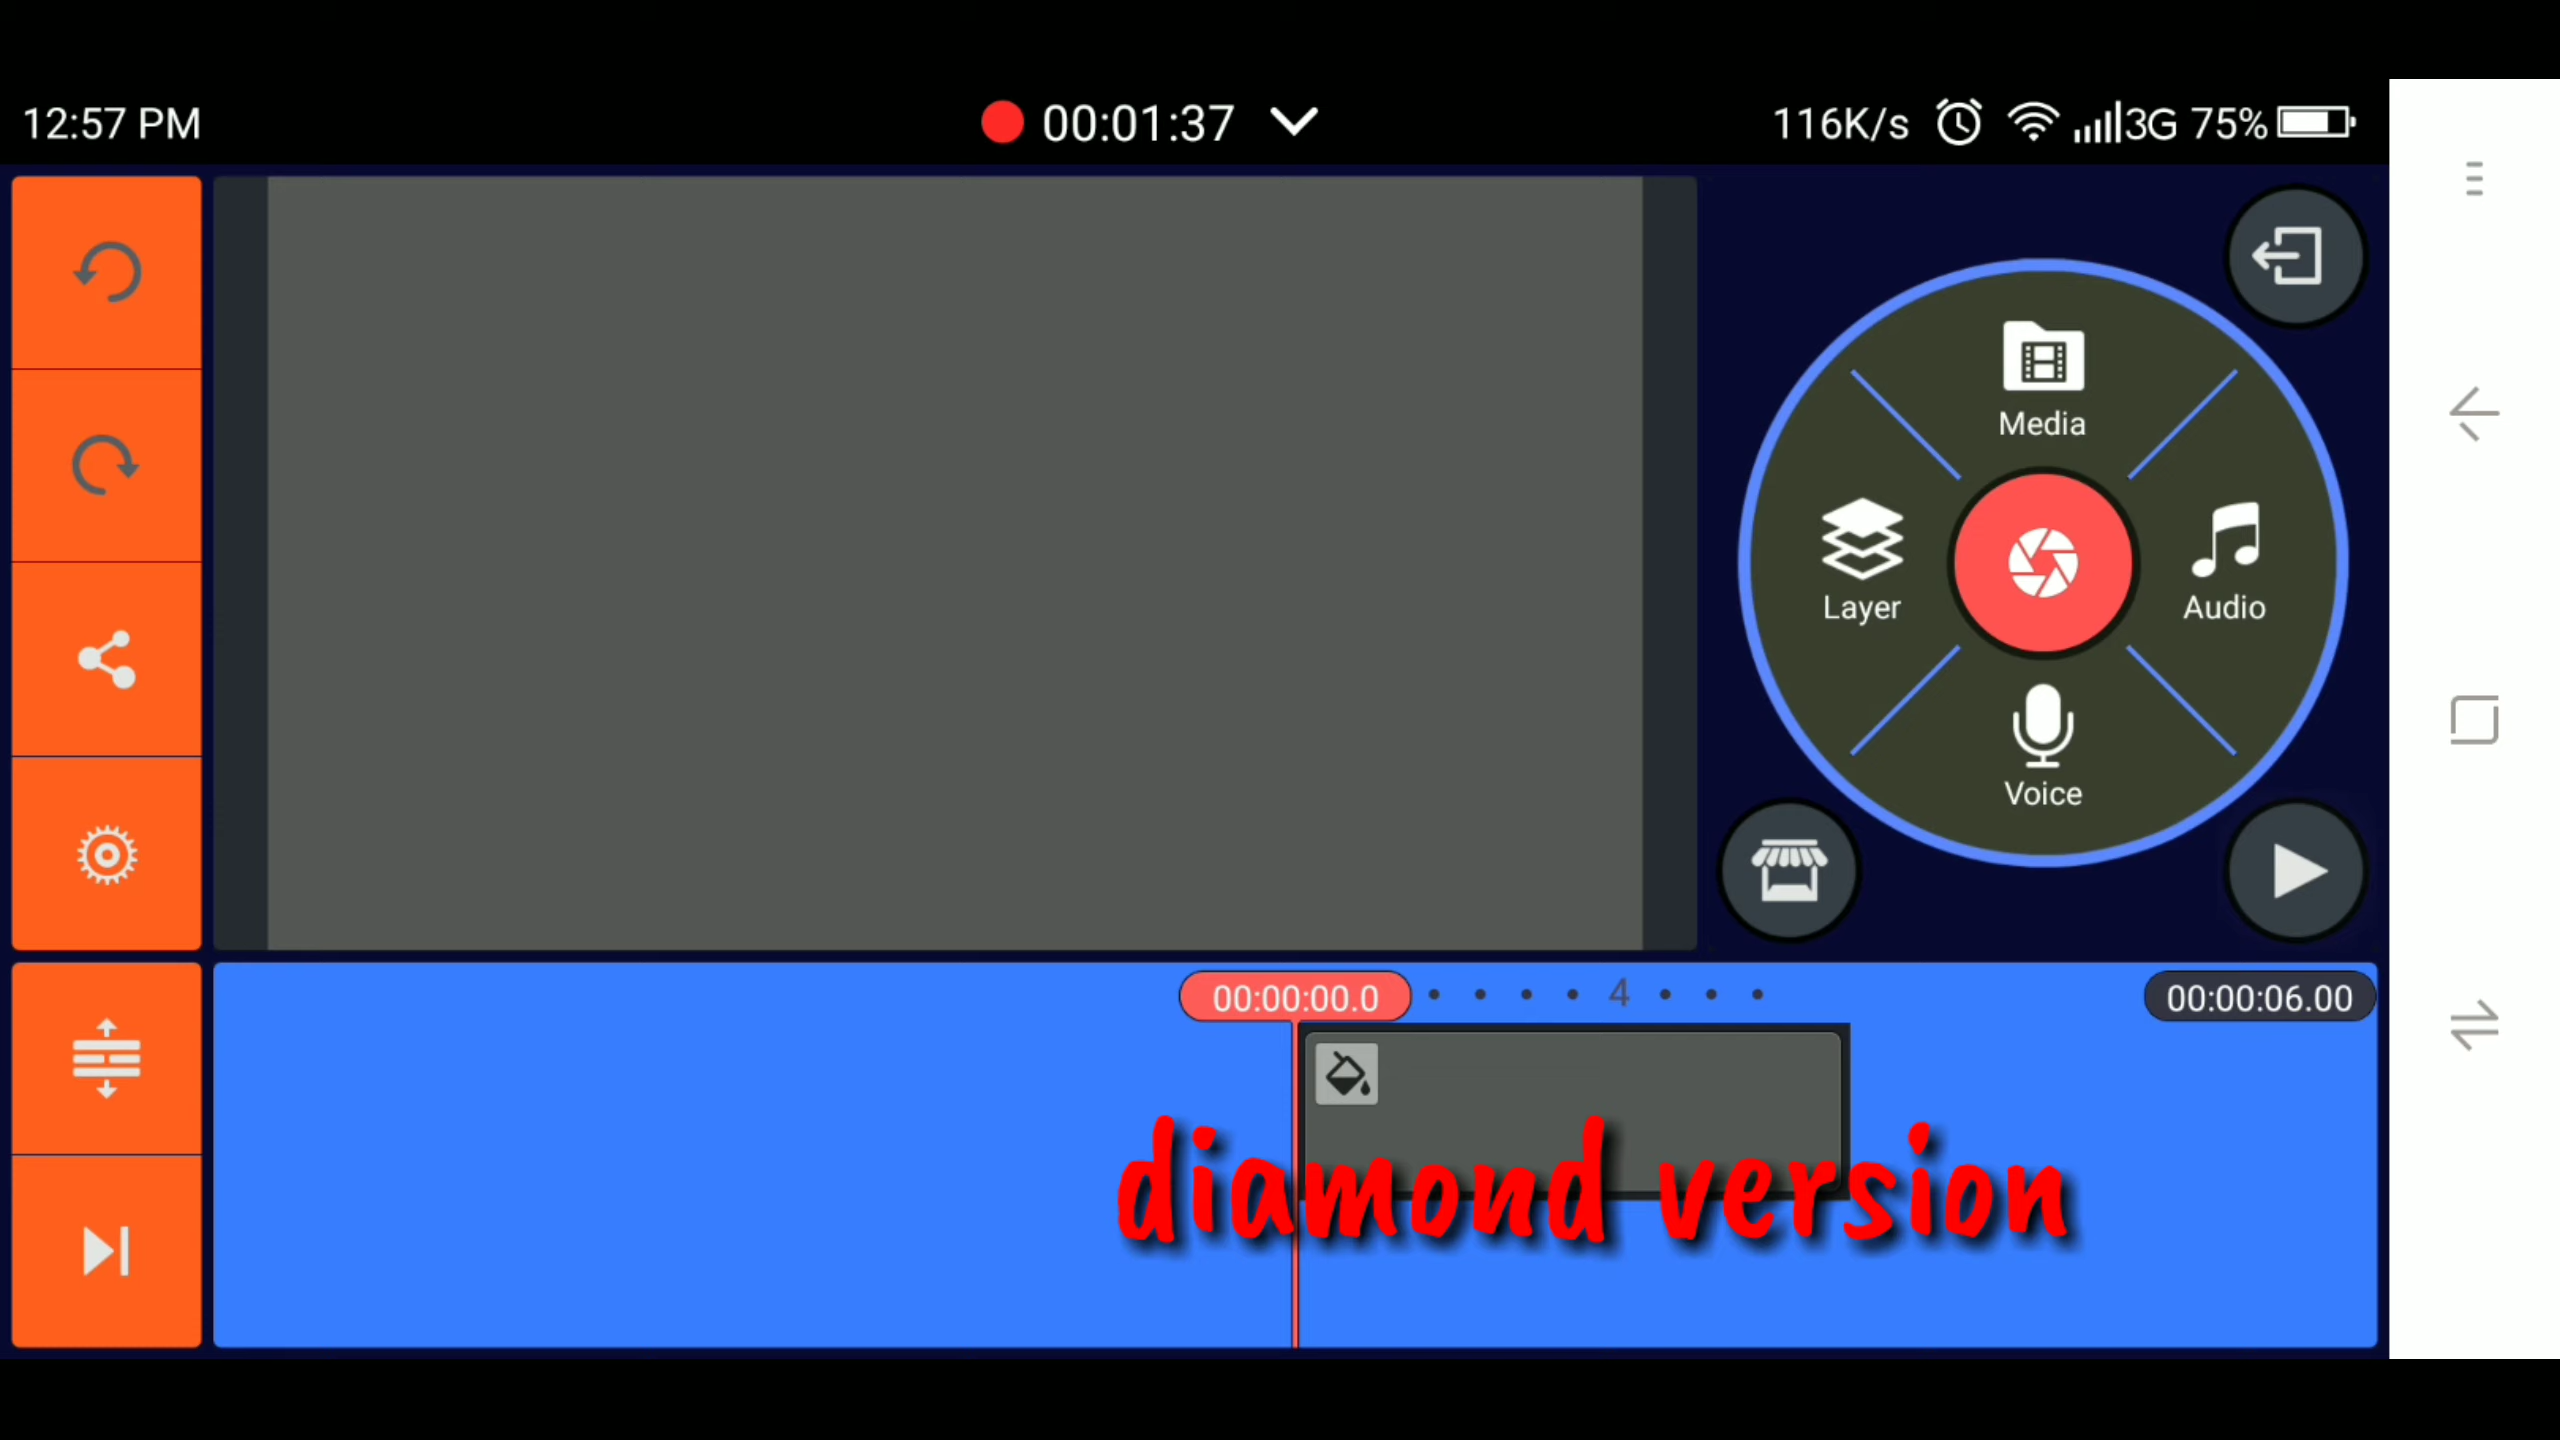 12:57 PM
00:01:37
116K/s 3G 75%
Media
Layer
Audio
Voice
00:00:00.0
4
00:00:06.00
diamond version